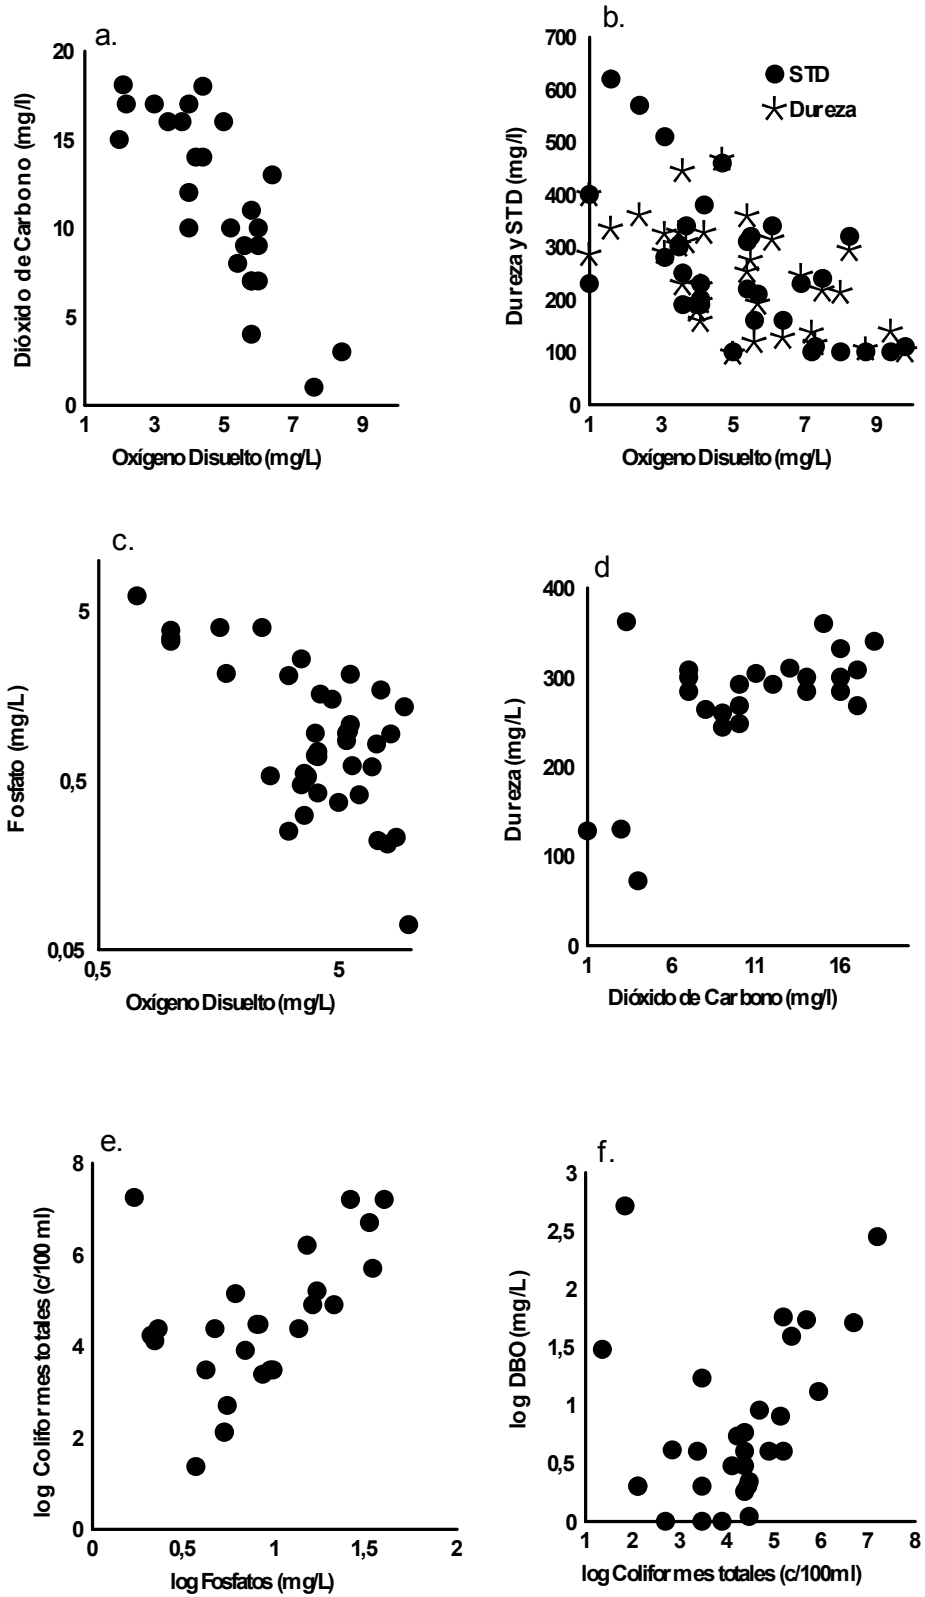 a.
20
15
10
5
0
1 3 5 7 9
Dióxido de Carbono (mg/l)
Oxígeno Disuelto (mg/L)
b.
700
600
500
400
300
200
100
0
1 3 5 7 9
STD
Dureza
Dureza y STD (mg/l)
Oxígeno Disuelto (mg/L)
c.
5
0,5
0,05
0,5 5
Fosfato (mg/L)
Oxígeno Disuelto (mg/L)
d
400
300
200
100
0
1 6 11 16
Dureza (mg/L)
Dióxido de Carbono (mg/l)
e.
8
6
4
2
0
0 0,5 1 1,5 2
log Coliformes totales (c/100 ml)
log Fosfatos (mg/L)
f.
3
2,5
2
1,5
1
0,5
0
1 2 3 4 5 6 7 8
log DBO (mg/L)
log Coliformes totales (c/100ml)